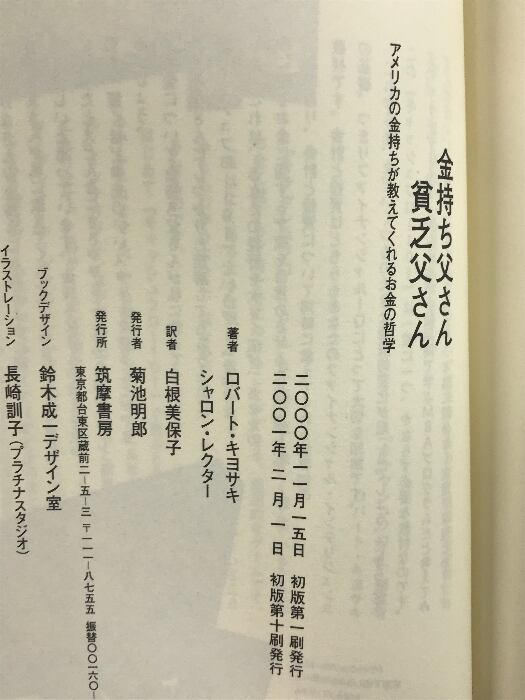 金持ち父さん
貧乏父さん
アメリカの金持ちが教えてくれるお金の哲学
二〇〇〇年一一月一五日 初版第一刷発行
二〇〇一年 二月 一日 初版第十刷発行
著者 ロバート・キヨサキ
シャロン・レクター
訳者 白根美保子
発行者 菊池明郎
発行所 筑摩書房
東京都台東区蔵前二-五-三 〒一一一-八七五五 振替〇〇一六〇-
ブックデザイン 鈴木成一デザイン室
イラストレーション 長崎訓子(プラチナスタジオ)